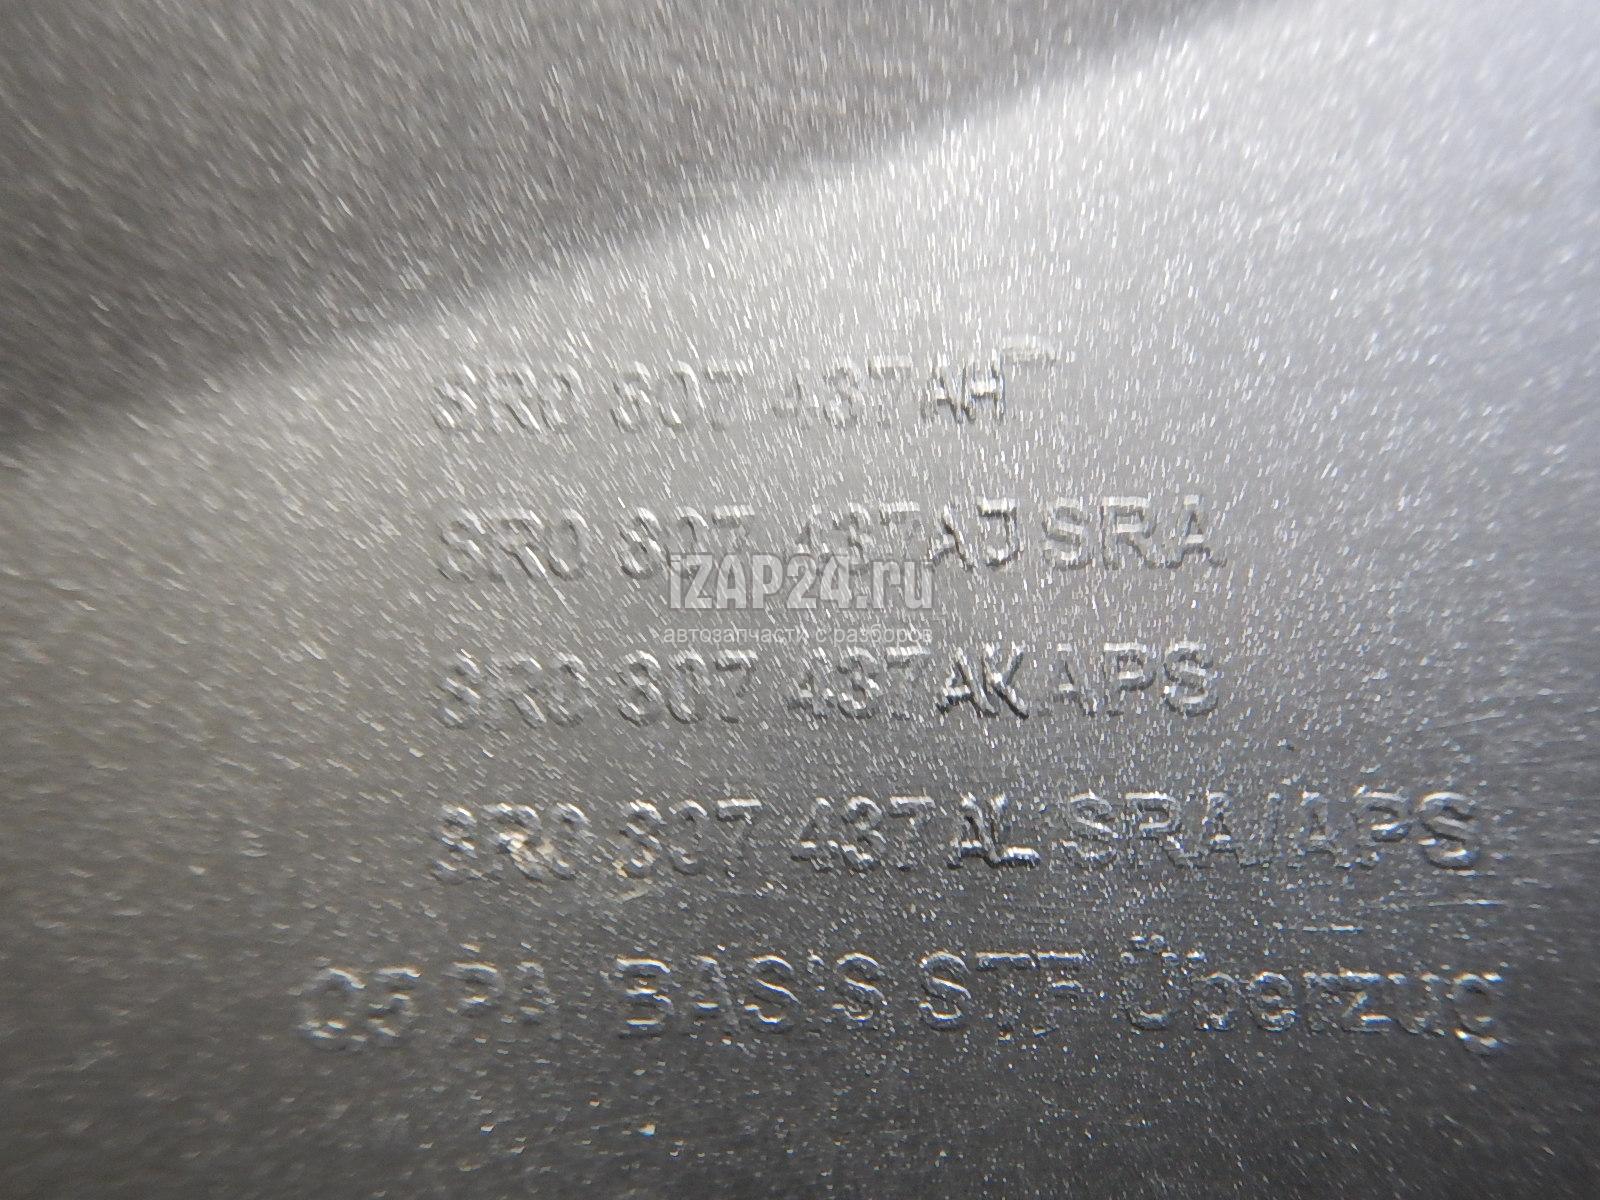 8R0 807 437 AH
8R0 807 437 AJ SRA
iZAP24.ru
автозапчасти с разборов
8R0 807 437 AK APS
8R0 807 437 AL SRA/APS
Q5 PA BASIS STF Überzug